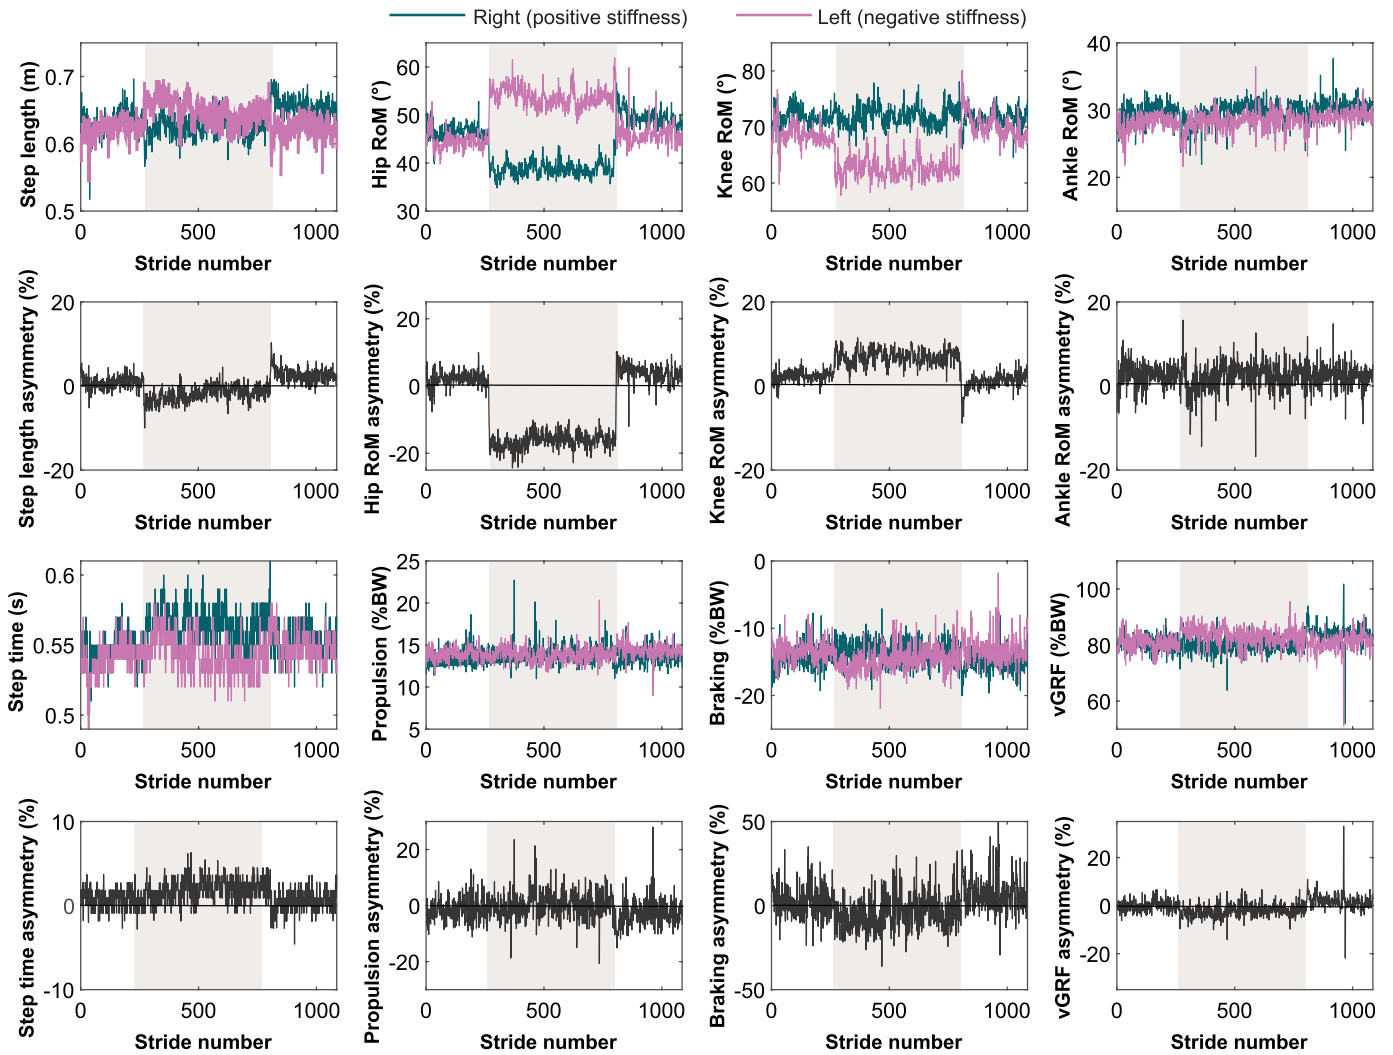 Right (positive stiffness) Left (negative stiffness)
Step length (m)
0.7
0.6
0.5
0 500 1000
Stride number
Hip RoM (°)
60
50
40
30
0 500 1000
Stride number
Knee RoM (°)
80
70
60
0 500 1000
Stride number
Ankle RoM (°)
40
30
20
0 500 1000
Stride number
Step length asymmetry (%)
20
0
-20
0 500 1000
Stride number
Hip RoM asymmetry (%)
20
0
-20
0 500 1000
Stride number
Knee RoM asymmetry (%)
20
0
-20
0 500 1000
Stride number
Ankle RoM asymmetry (%)
20
0
-20
0 500 1000
Stride number
Step time (s)
0.6
0.55
0.5
0 500 1000
Stride number
Propulsion (%BW)
25
15
5
0 500 1000
Stride number
Braking (%BW)
-0
-10
-20
0 500 1000
Stride number
vGRF (%BW)
100
80
60
0 500 1000
Stride number
Step time asymmetry (%)
10
0
-10
0 500 1000
Stride number
Propulsion asymmetry (%)
20
0
-20
0 500 1000
Stride number
Braking asymmetry (%)
50
0
-50
0 500 1000
Stride number
vGRF asymmetry (%)
20
0
-20
0 500 1000
Stride number